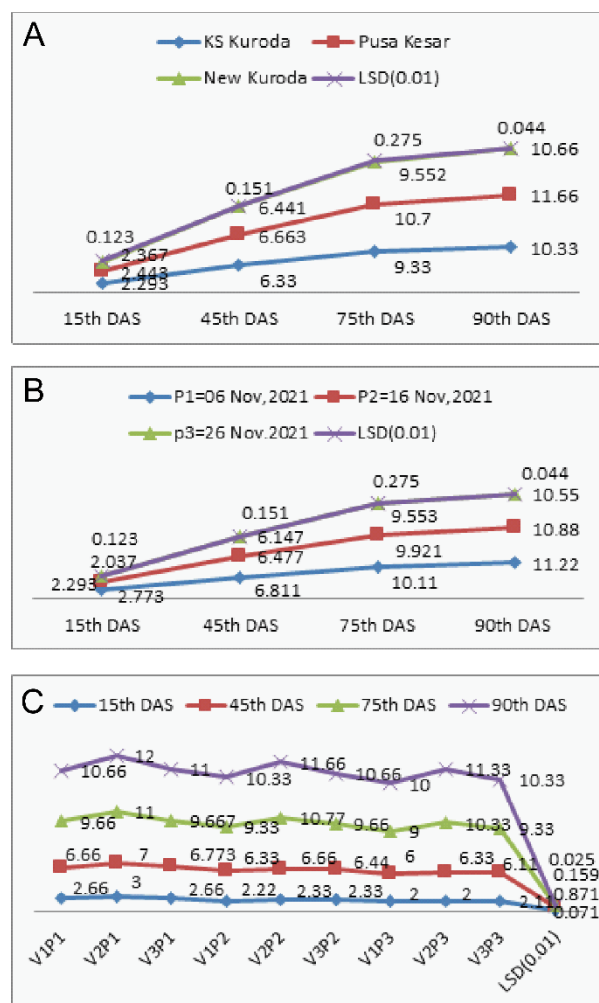 A
KS Kuroda Pusa Kesar
New Kuroda LSD(0.01)
0.275 0.044
10.66
0.151 9.552
6.441 11.66
0.123 10.7
2.367 6.663
2.443 10.33
2.293 6.33 9.33
15th DAS 45th DAS 75th DAS 90th DAS
B
P1=06 Nov,2021 P2=16 Nov,2021
p3=26 Nov.2021 LSD(0.01)
0.275 0.044
10.55
0.151 9.553
0.123 6.147 10.88
2.037 6.477 9.921
2.293 11.22
2.773 6.811 10.11
15th DAS 45th DAS 75th DAS 90th DAS
C
15th DAS 45th DAS 75th DAS 90th DAS
10.66 12 11 10.33 11.66 10.66 10 11.33 10.33
9.66 11 9.667 9.33 10.77 9.66 9 10.33 9.33
6.66 7 6.773 6.33 6.66 6.44 6 6.33 6.11
0.025
0.159
2.66 3 2.66 2.22 2.33 2.33 2 2 2.11
0.871
0.071
V1P1 V2P1 V3P1 V1P2 V2P2 V3P2 V1P3 V2P3 V3P3 LSD(0.01)